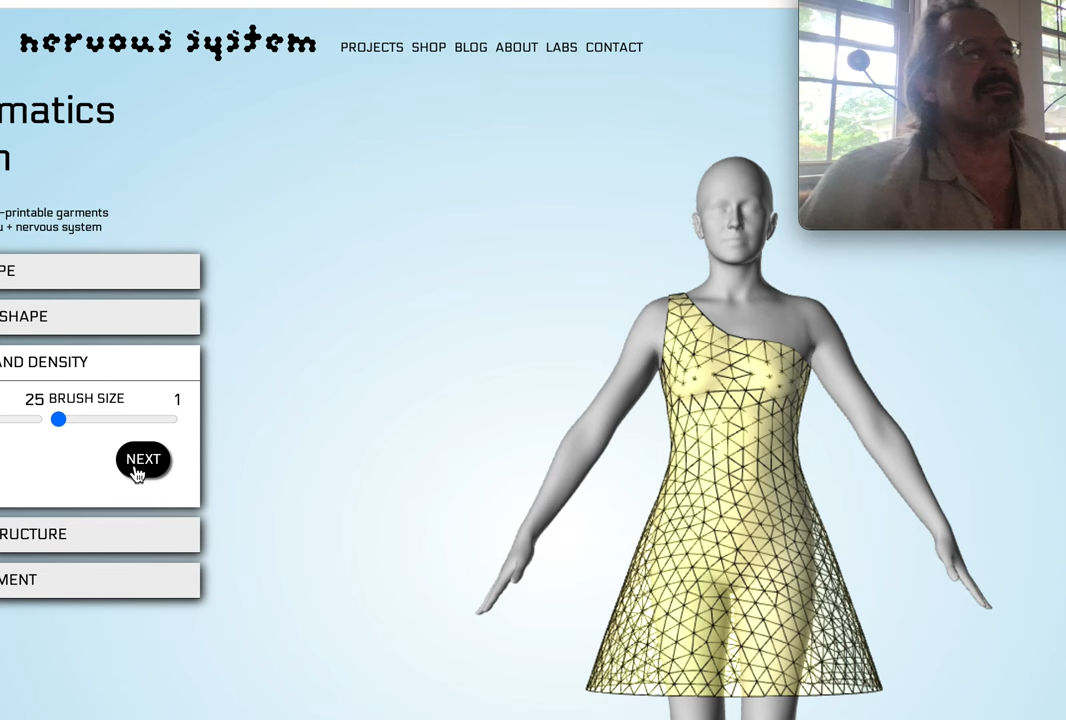 nervous system
PROJECTS SHOP BLOG ABOUT LABS CONTACT
matics
n
-printable garments
u + nervous system
PE
SHAPE
AND DENSITY
25 BRUSH SIZE 1
NEXT
RUCTURE
MENT